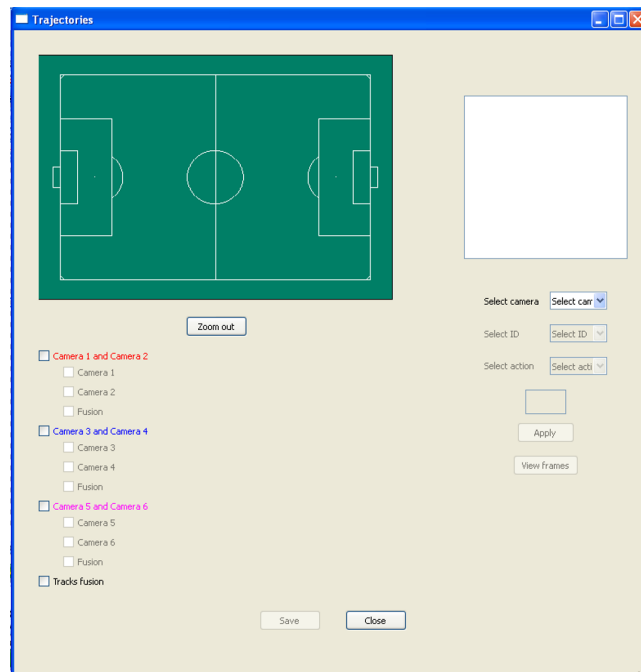 Trajectories
Zoom out
Select camera
Select cam
Select ID
Select ID
Select action
Select acti
Apply
View frames
Camera 1 and Camera 2
Camera 1
Camera 2
Fusion
Camera 3 and Camera 4
Camera 3
Camera 4
Fusion
Camera 5 and Camera 6
Camera 5
Camera 6
Fusion
Tracks fusion
Save
Close